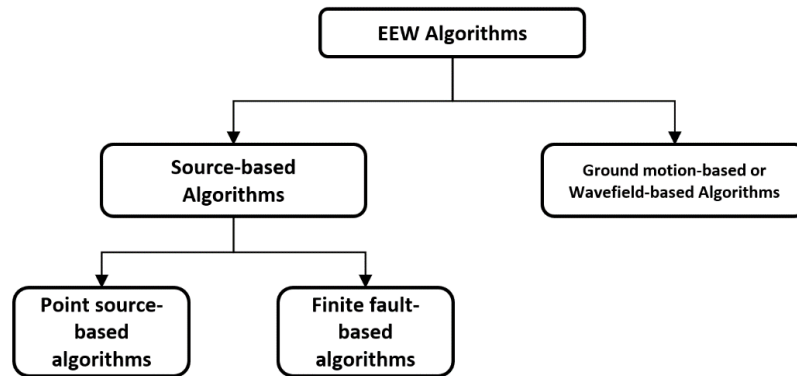 EEW Algorithms
Source-based
Algorithms
Ground motion-based or
Wavefield-based Algorithms
Point source-
based
algorithms
Finite fault-
based
algorithms